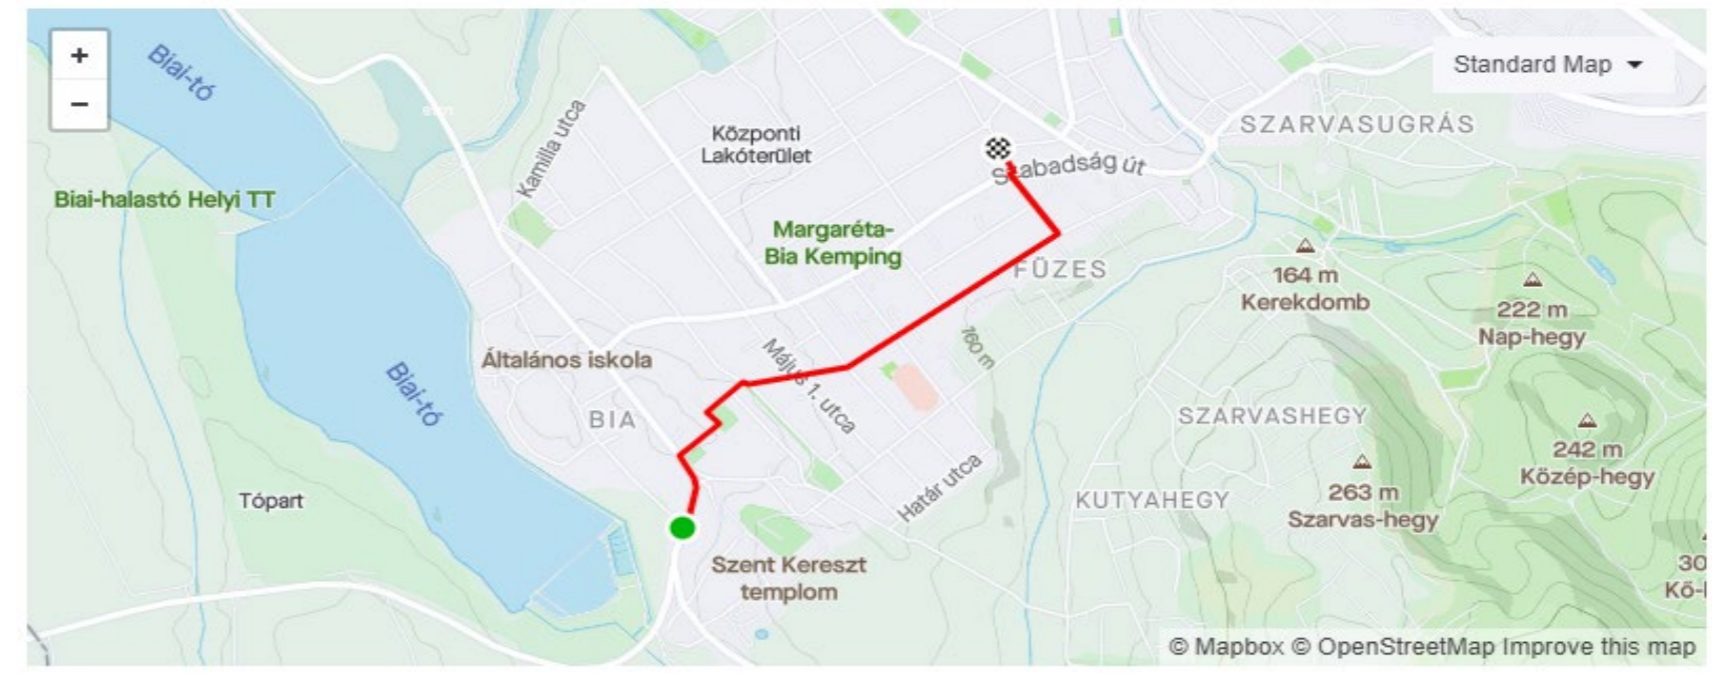 +
−
Biai-tó
Standard Map
Kamilla utca
Központi
Lakóterület
SZARVASUGRÁS
Szabadság út
Biai-halastó Helyi TT
Margaréta-
Bia Kemping
FÜZES
164 m
Kerekdomb
222 m
Nap-hegy
160 m
Általános iskola
Május 1. utca
Biai-tó
BIA
SZARVASHEGY
242 m
Közép-hegy
Határ utca
263 m
Szarvas-hegy
KUTYAHEGY
Tópart
Szent Kereszt
templom
30
Kő-
© Mapbox © OpenStreetMap Improve this map